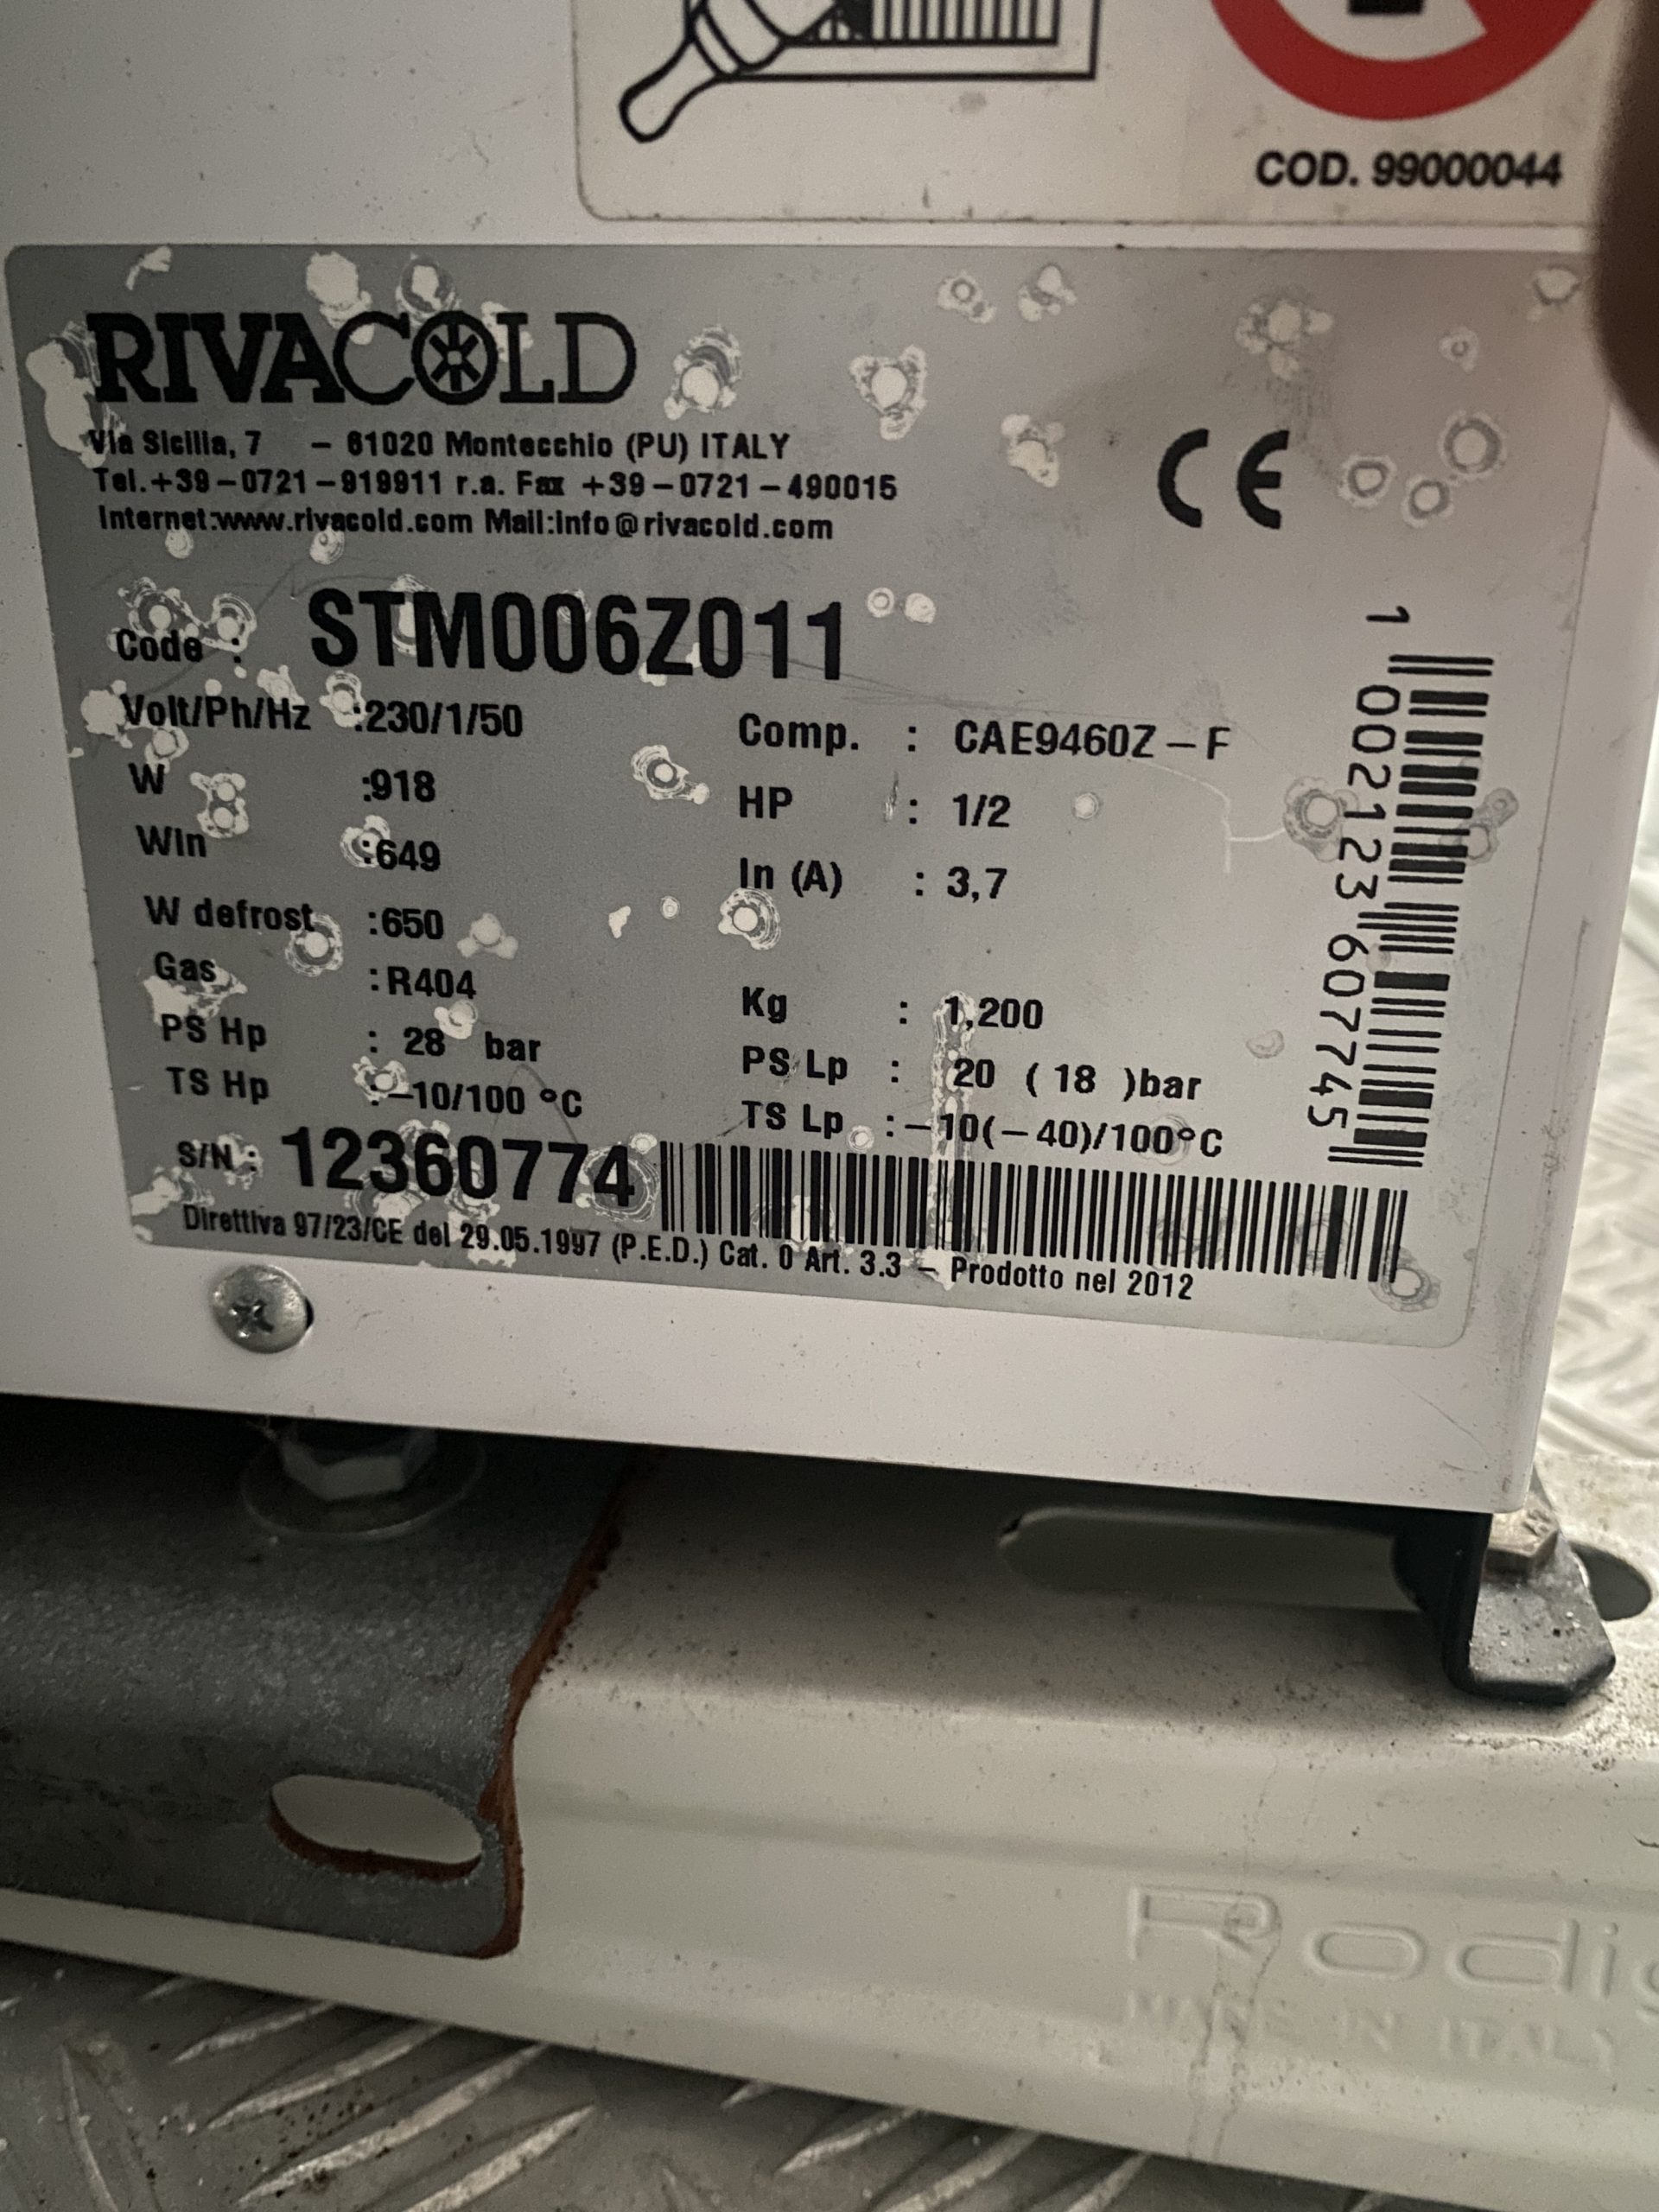 COD. 99000044
RIVACOLD
Via Sicilia, 7 – 61020 Montecchio (PU) ITALY
Tel.+39–0721–919911 r.a. Fax +39–0721–490015
Internet:www.rivacold.com Mail:Info@rivacold.com
CE
Code : STM006Z011
Volt/Ph/Hz :230/1/50 Comp. : CAE9460Z–F
W :918 HP : 1/2
Win :649 In (A) : 3,7
W defrost :650
Gas :R404 Kg : 1,200
PS Hp : 28 bar PS Lp : 20 ( 18 )bar
TS Hp :–10/100 °C TS Lp :–10(–40)/100°C
S/N : 12360774
Direttiva 97/23/CE del 29.05.1997 (P.E.D.) Cat. 0 Art. 3.3 – Prodotto nel 2012
1 002123 607745
Rodig
MADE IN ITALY